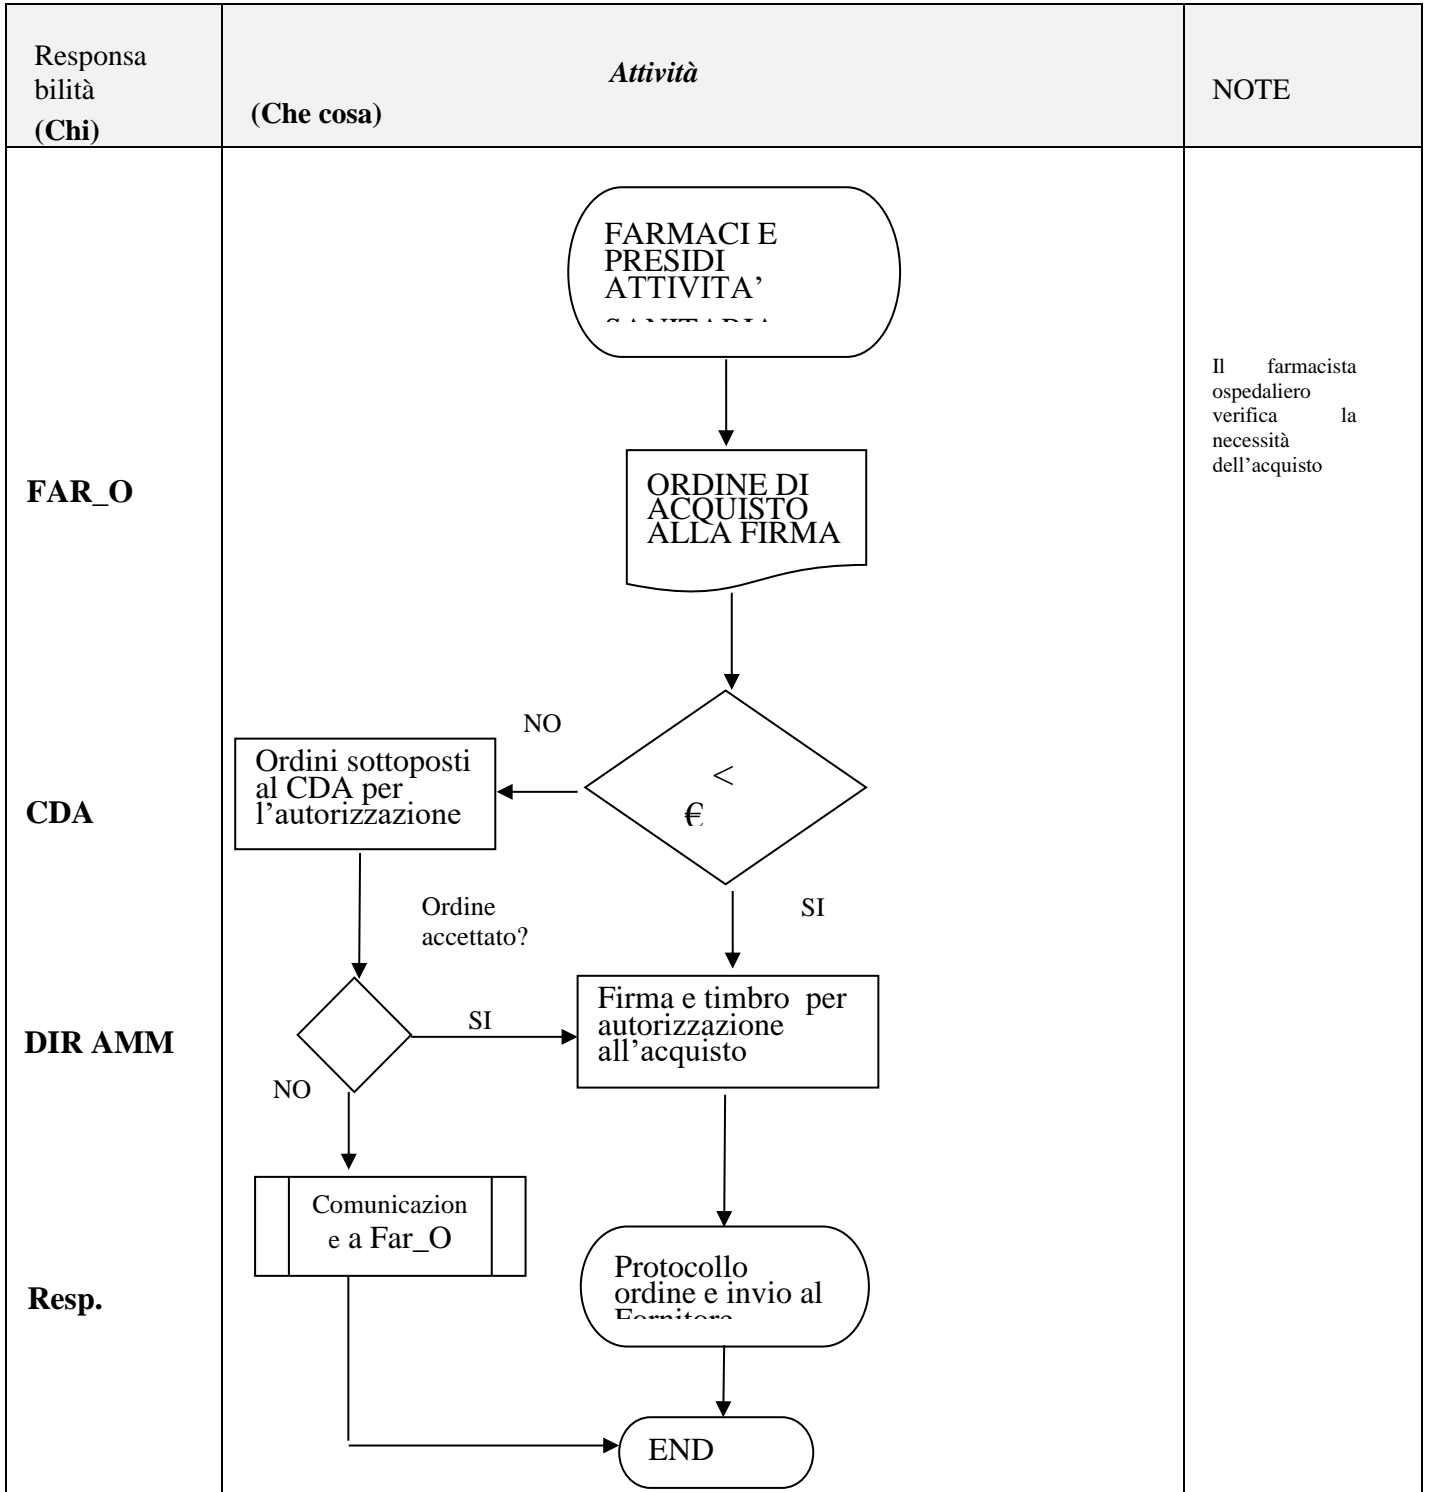 Responsa
bilità
(Chi)
Attività
(Che cosa)
NOTE
FARMACI E
PRESIDI
ATTIVITA’
SANITARIA
Il farmacista
ospedaliero
verifica la
necessità
dell’acquisto
FAR_O
ORDINE DI
ACQUISTO
ALLA FIRMA
NO
Ordini sottoposti
al CDA per
l’autorizzazione
<
€
CDA
Ordine
accettato?
SI
Firma e timbro per
autorizzazione
all’acquisto
SI
DIR AMM
NO
Comunicazion
e a Far_O
Protocollo
ordine e invio al
Fornitore
Resp.
END